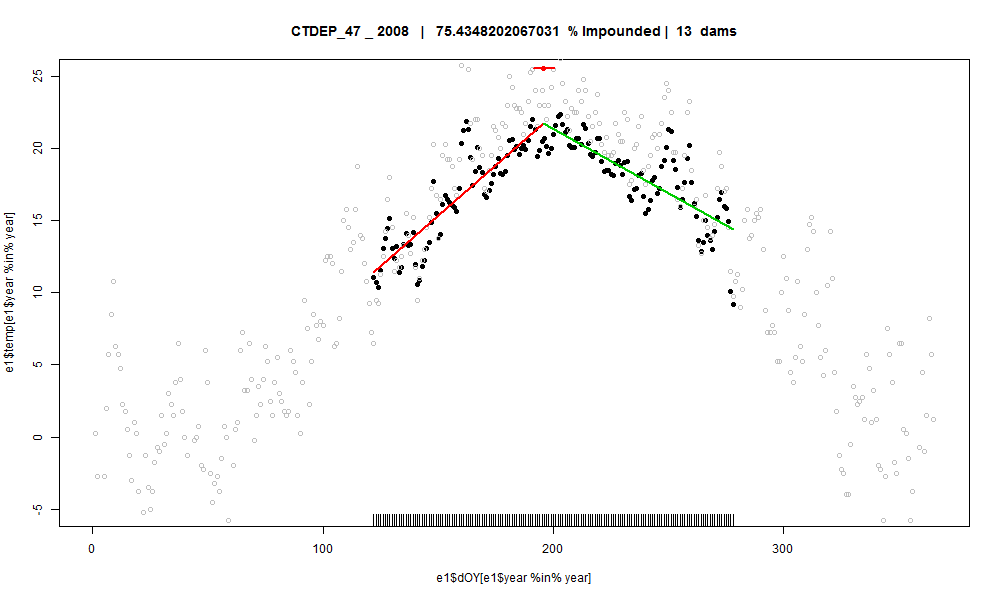 CTDEP_47 _ 2008 | 75.4348202067031 % Impounded | 13 dams
e1$temp[e1$year %in% year]
25
20
15
10
5
0
-5
0 100 200 300
e1$dOY[e1$year %in% year]